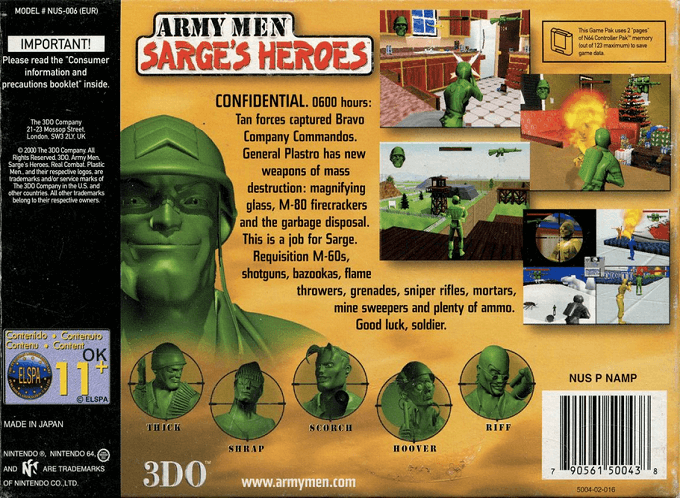 MODEL # NUS-006 (EUR)
IMPORTANT!
Please read the "Consumer
information and
precautions booklet" inside.
The 3DO Company
21-23 Mossop Street,
London, SW3 2LY, UK
© 2000 The 3DO Company. All
Rights Reserved. 3DO, Army Men,
Sarge's Heroes, Real Combat. Plastic
Men., and their respective logos, are
trademarks and/or service marks of
The 3DO Company in the U.S. and
other countries. All other trademarks
belong to their respective owners.
Contenido • Contenuto
Contenu • Content
OK
ELSPA
11+
© ELSPA
MADE IN JAPAN
NINTENDO ®, NINTENDO 64,
AND ARE TRADEMARKS
OF NINTENDO CO., LTD.
ARMY MEN
SARGE'S HEROES
CONFIDENTIAL. 0600 hours:
Tan forces captured Bravo
Company Commandos.
General Plastro has new
weapons of mass
destruction: magnifying
glass, M-80 firecrackers
and the garbage disposal.
This is a job for Sarge.
Requisition M-60s,
shotguns, bazookas, flame
throwers, grenades, sniper rifles, mortars,
mine sweepers and plenty of ammo.
Good luck, soldier.
THICK
SHRAP
SCORCH
HOOVER
RIFF
3DO™
www.armymen.com
This Game Pak uses 2 "pages"
of N64 Controller Pak™ memory
(out of 123 maximum) to save
game data.
NUS P NAMP
7 90561 50043 8
5004-02-016